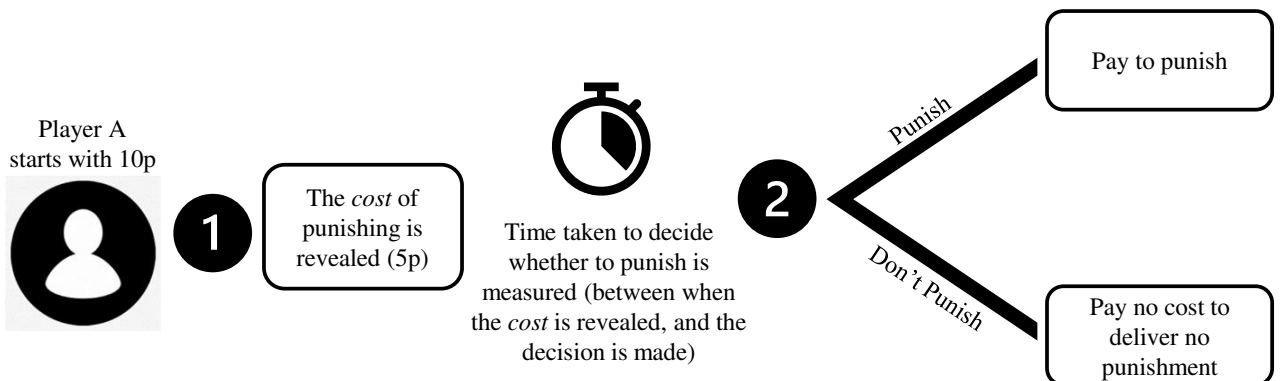 Player A
starts with 10p
1
The cost of
punishing is
revealed (5p)
Time taken to decide
whether to punish is
measured (between when
the cost is revealed, and the
decision is made)
2
Punish
Pay to punish
Don't Punish
Pay no cost to
deliver no
punishment